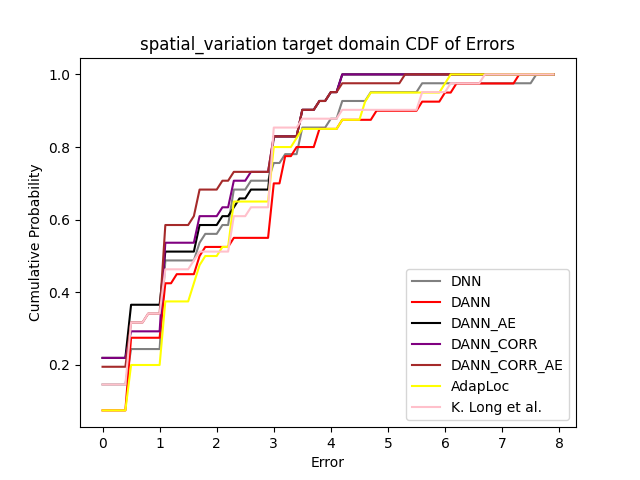 spatial_variation target domain CDF of Errors
Cumulative Probability
1.0
0.8
0.6
0.4
0.2
DNN
DANN
DANN_AE
DANN_CORR
DANN_CORR_AE
AdapLoc
K. Long et al.
0 1 2 3 4 5 6 7 8
Error